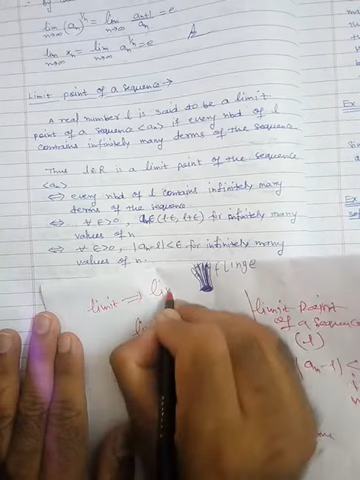 lim (aₙ)^1/n = lim aₙ₊₁/aₙ = e
n→∞ n→∞
lim xₙ = lim aₙ^1/n = e
n→∞ n→∞
Limit point of a sequence →
A real number l is said to be a limit
point of a sequence <aₙ> if every nbd of l
contains infinitely many terms of the sequence
Thus l∈R is a limit point of the sequence
<aₙ>
⇔ every nbd of l contains infinitely many
terms of the sequence
⇔ ∀ ε>0, aₙ∈(l-ε, l+ε) for infinitely many
values of n
⇔ ∀ ε>0, |aₙ-l|<ε for infinitely many
values of n.
limit ⇒ li
limit point
of a sequence
(l)
|aₙ-l| <